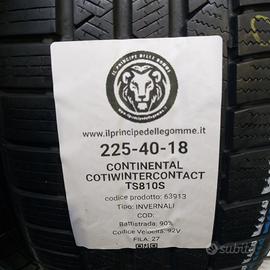 IL PRINCIPE DELLE GOMME
www.ilprincipedellegomme.it
225-40-18
CONTINENTAL
COTIWINTERCONTACT
TS810S
codice prodotto: 63913
Tipo: INVERNALI
COD:
Battistrada: 90%
Codice Velocità: 92V
FILA: 27
subito